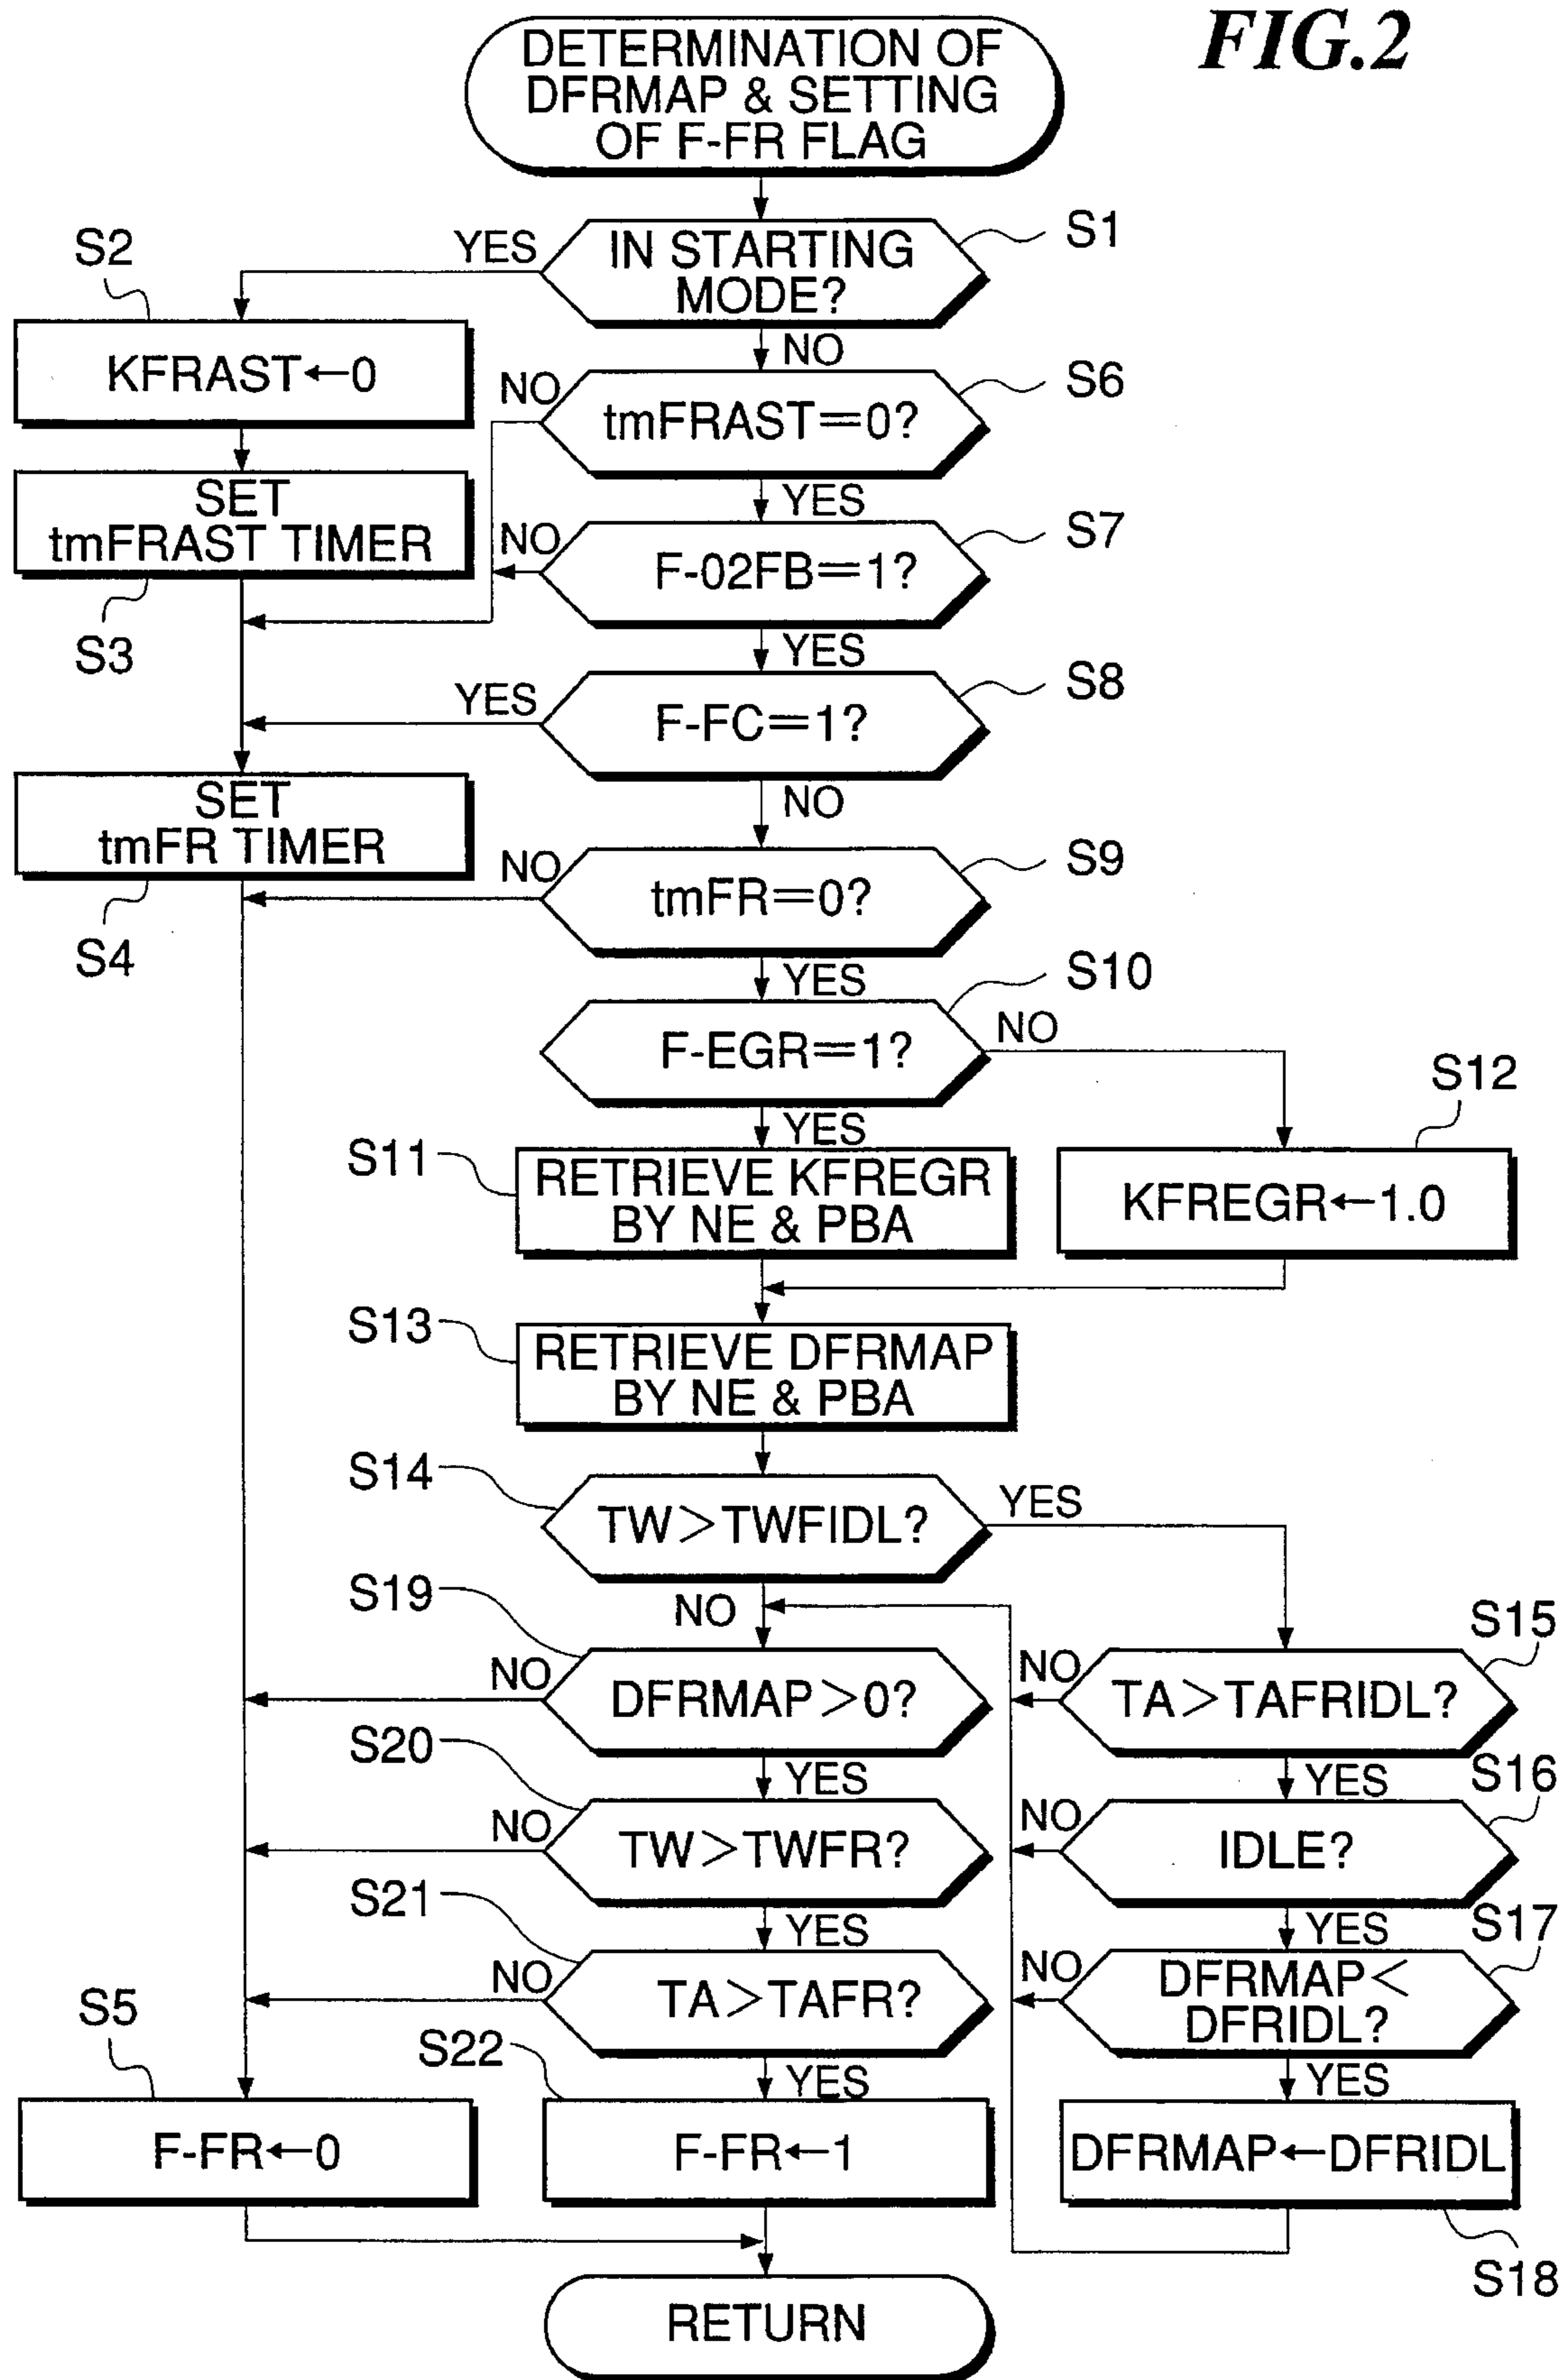 FIG.2
DETERMINATION OF
DFRMAP & SETTING
OF F-FR FLAG
S1
IN STARTING
MODE?
YES
NO
S2
KFRAST←0
S6
tmFRAST=0?
NO
YES
SET
tmFRAST TIMER
S3
S7
F-02FB=1?
NO
YES
S8
F-FC=1?
YES
NO
SET
tmFR TIMER
S4
S9
tmFR=0?
NO
YES
S10
F-EGR=1?
NO
YES
S11
RETRIEVE KFREGR
BY NE & PBA
S12
KFREGR←1.0
S13
RETRIEVE DFRMAP
BY NE & PBA
S14
TW>TWFIDL?
YES
NO
S19
DFRMAP>0?
NO
YES
S15
TA>TAFRIDL?
NO
YES
S20
TW>TWFR?
NO
YES
S16
IDLE?
NO
YES
S21
TA>TAFR?
NO
YES
S17
DFRMAP<
DFRIDL?
NO
YES
S5
F-FR←0
S22
F-FR←1
DFRMAP←DFRIDL
S18
RETURN